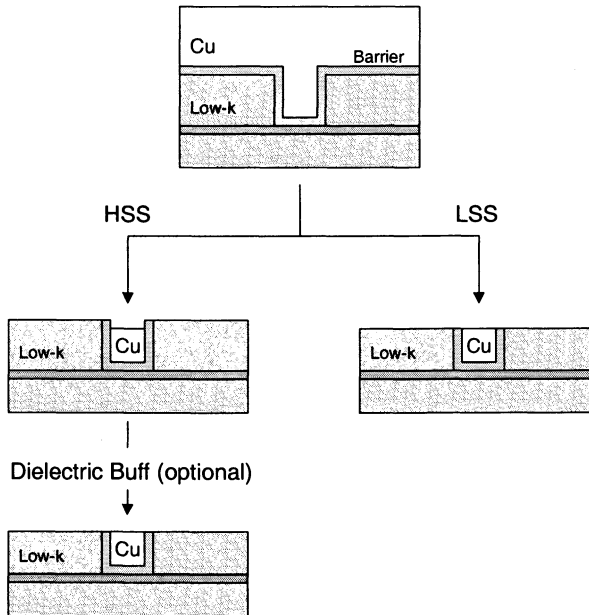 Cu
Barrier
Low-k
HSS
LSS
Low-k
Cu
Low-k
Cu
Dielectric Buff (optional)
Low-k
Cu